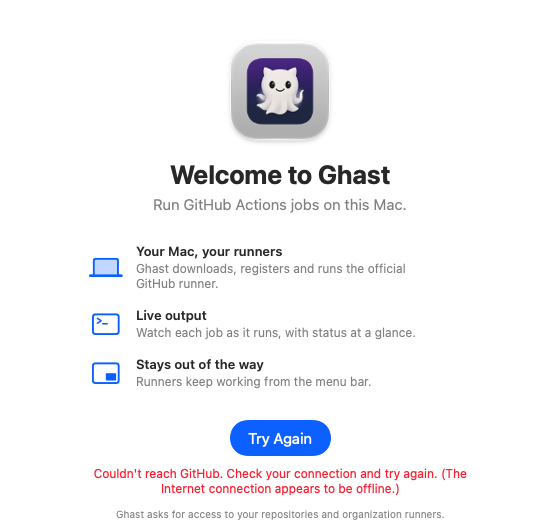 Welcome to Ghast
Run GitHub Actions jobs on this Mac.
Your Mac, your runners
Ghast downloads, registers and runs the official
GitHub runner.
Live output
Watch each job as it runs, with status at a glance.
Stays out of the way
Runners keep working from the menu bar.
Try Again
Couldn't reach GitHub. Check your connection and try again. (The
Internet connection appears to be offline.)
Ghast asks for access to your repositories and organization runners.